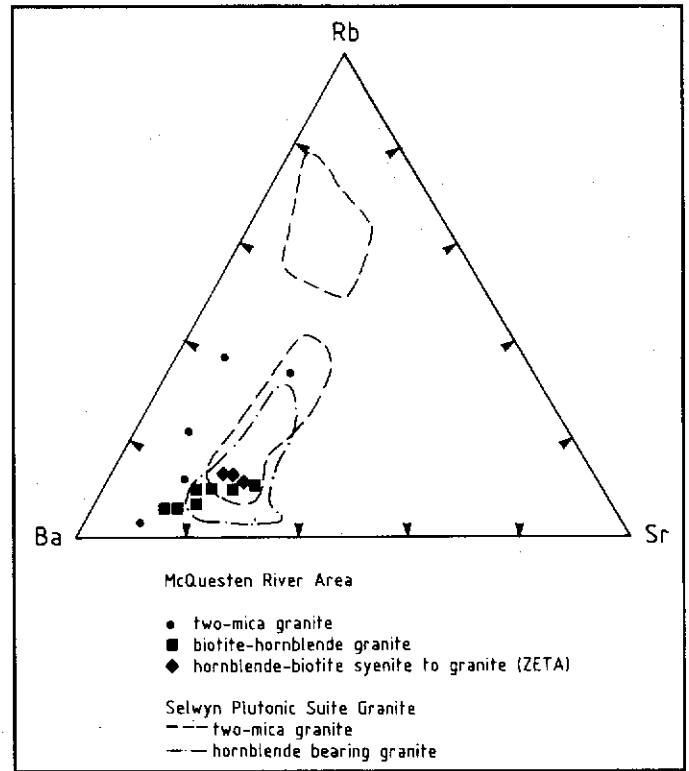 Rb
Ba
Sr
McQuesten River Area
two-mica granite
biotite-hornblende granite
hornblende-biotite syenite to granite (ZETA)
Selwyn Plutonic Suite Granite
two-mica granite
hornblende bearing granite